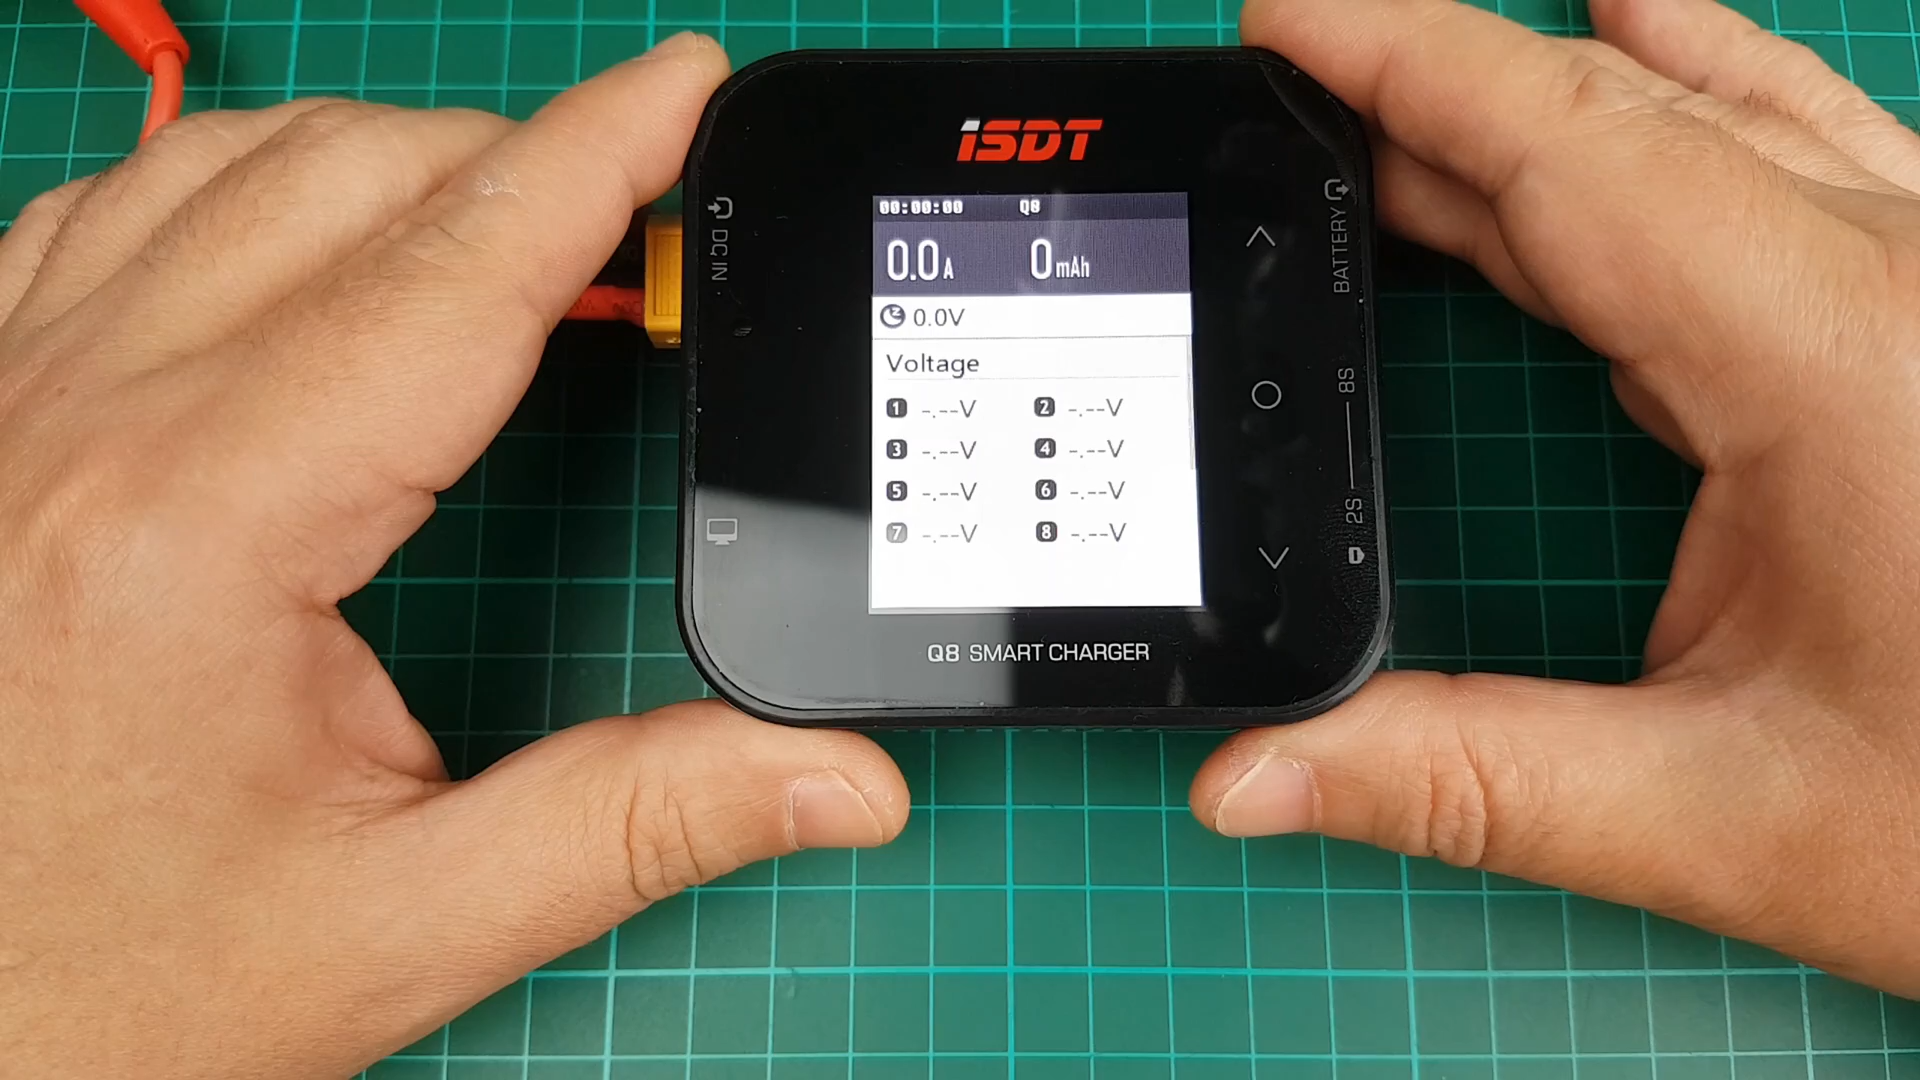 iSDT
00:00:00 Q8
0.0A 0mAh
0.0V
Voltage
1 -.--V 2 -.--V
3 -.--V 4 -.--V
5 -.--V 6 -.--V
7 -.--V 8 -.--V
Q8 SMART CHARGER
DC IN
BATTERY
8S
2S